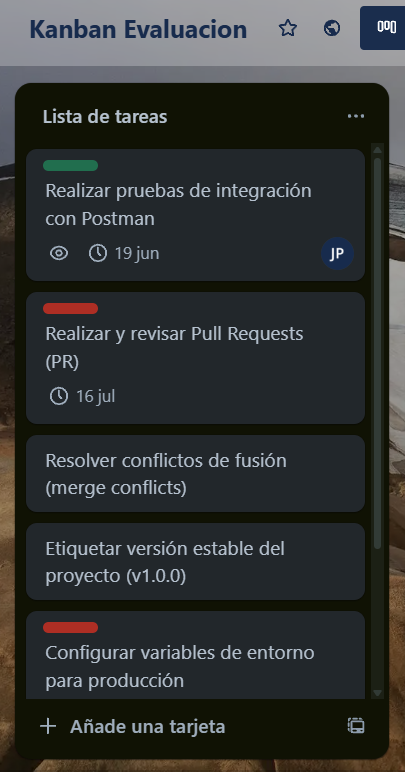 Kanban Evaluacion
Lista de tareas
Realizar pruebas de integración
con Postman
19 jun
JP
Realizar y revisar Pull Requests
(PR)
16 jul
Resolver conflictos de fusión
(merge conflicts)
Etiquetar versión estable del
proyecto (v1.0.0)
Configurar variables de entorno
para producción
Añade una tarjeta